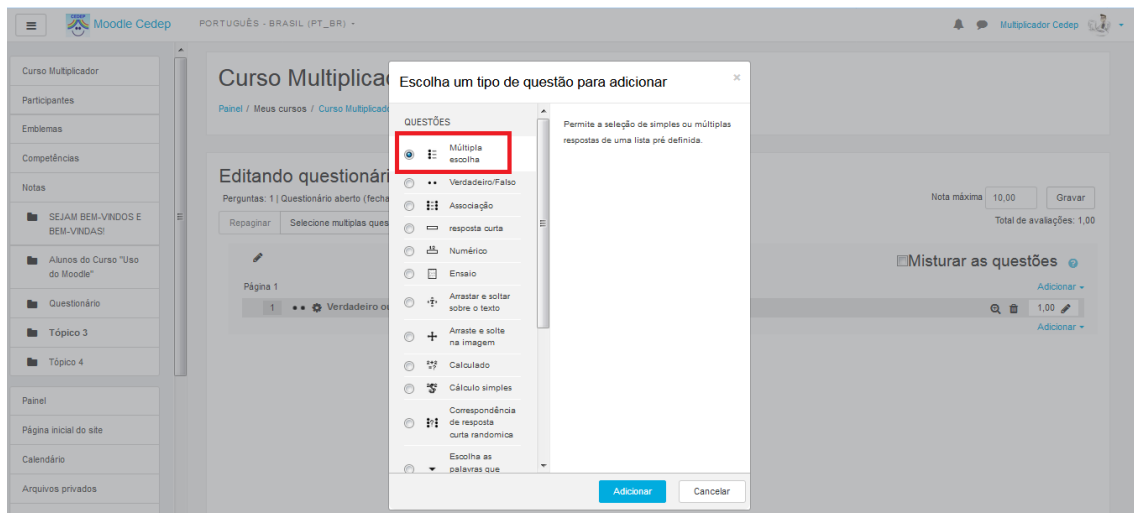 CEDEP
Moodle Cedep
PORTUGUÊS - BRASIL (PT_BR)
Multiplicador Cedep
Curso Multiplicador
Participantes
Emblemas
Competências
Notas
SEJAM BEM-VINDOS E
BEM-VINDAS!
Alunos do Curso "Uso
do Moodle"
Questionário
Tópico 3
Tópico 4
Painel
Página inicial do site
Calendário
Arquivos privados
Curso Multiplica
Painel / Meus cursos / Curso Multiplicad
Editando questionári
Perguntas: 1 | Questionário aberto (fecha
Repaginar
Selecione multiplas ques
Nota máxima 10,00 Gravar
Total de avaliações: 1,00
Misturar as questões
Página 1
Adicionar
1 Verdadeiro ou
1,00
Adicionar
Escolha um tipo de questão para adicionar
×
QUESTÕES
Múltipla
escolha
Verdadeiro/Falso
Associação
resposta curta
Numérico
Ensaio
Arrastar e soltar
sobre o texto
Arraste e solte
na imagem
Calculado
Cálculo simples
Correspondência
de resposta
curta randomica
Escolha as
palavras que
Permite a seleção de simples ou múltiplas
respostas de uma lista pré definida.
Adicionar
Cancelar